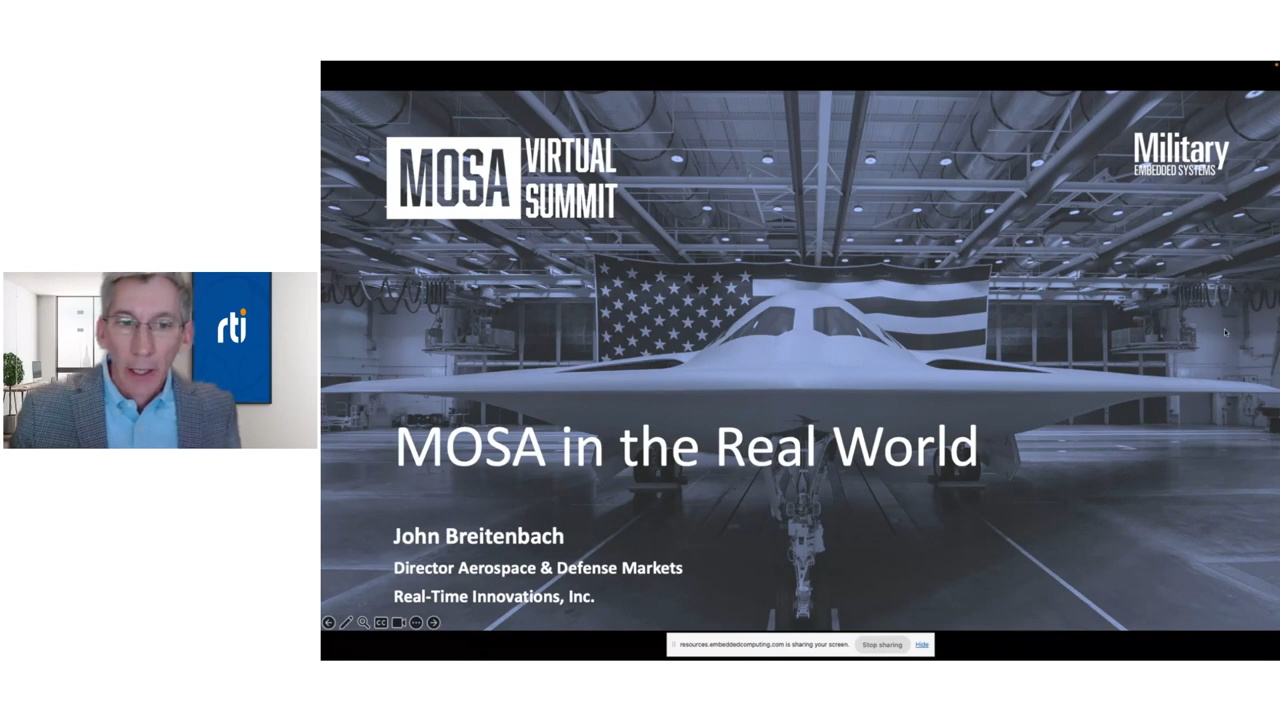 MOSA VIRTUAL
SUMMIT
Military
EMBEDDED SYSTEMS
rti
MOSA in the Real World
John Breitenbach
Director Aerospace & Defense Markets
Real-Time Innovations, Inc.
CC
resources.embeddedcomputing.com is sharing your screen. Stop sharing Hide